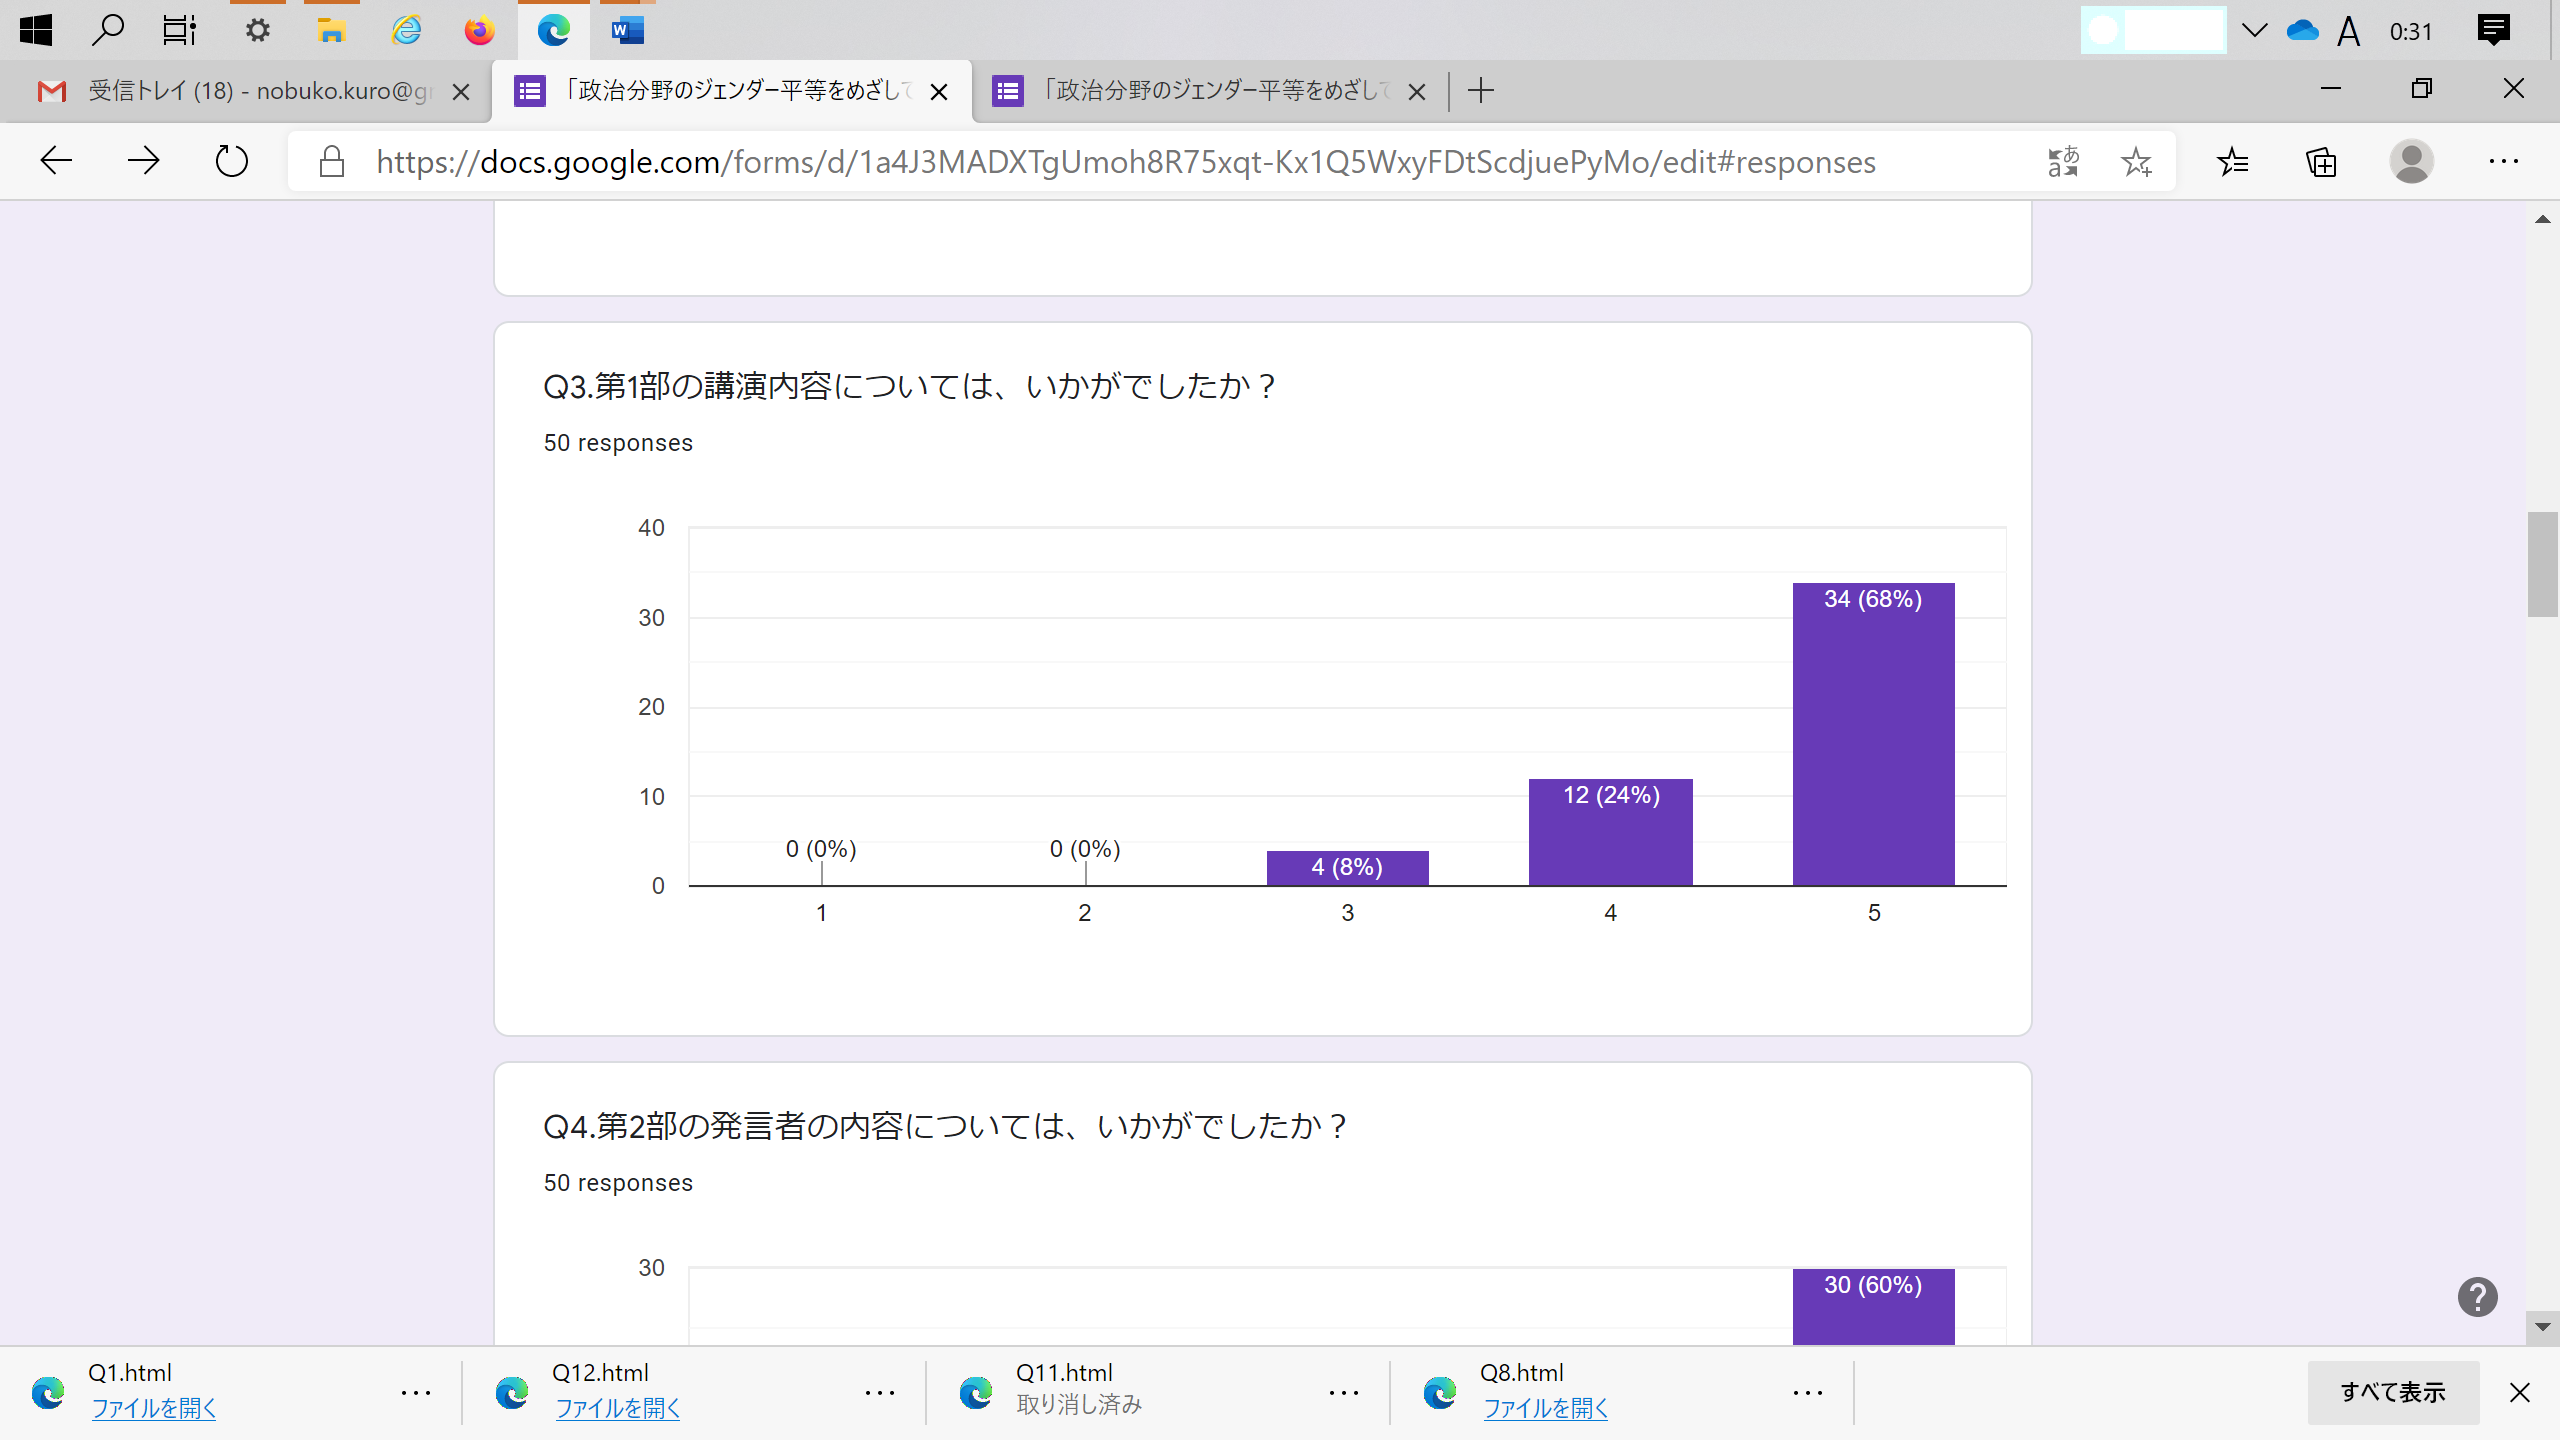 A
0:31
受信トレイ (18) - nobuko.kuro@g
「政治分野のジェンダー平等をめざして
「政治分野のジェンダー平等をめざして
https://docs.google.com/forms/d/1a4J3MADXTgUmoh8R75xqt-Kx1Q5WxyFDtScdjuePyMo/edit#responses
Q3.第1部の講演内容については、いかがでしたか？
50 responses
40
30
20
10
0
0 (0%)
0 (0%)
4 (8%)
12 (24%)
34 (68%)
1
2
3
4
5
Q4.第2部の発言者の内容については、いかがでしたか？
50 responses
30
30 (60%)
Q1.html
ファイルを開く
Q12.html
ファイルを開く
Q11.html
取り消し済み
Q8.html
ファイルを開く
すべて表示